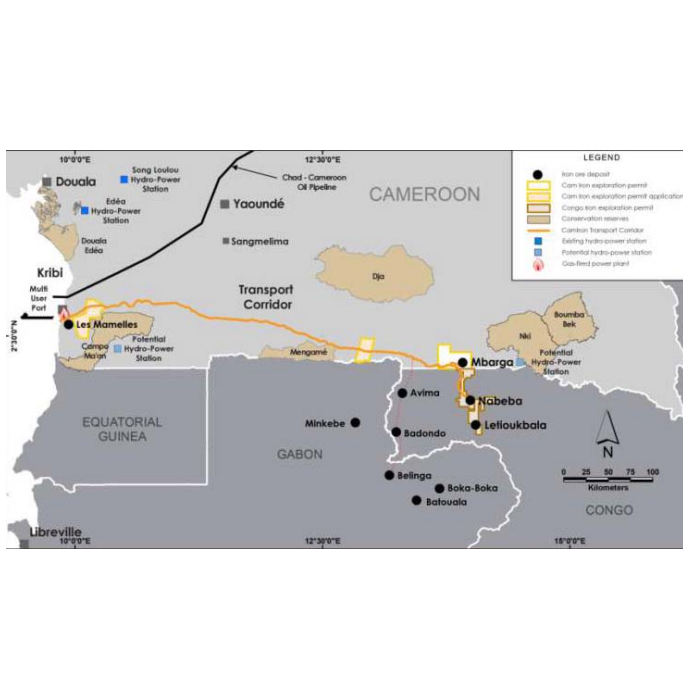 10°0'0"E
12°30'0"E
Douala
Song Loulou
Hydro-Power
Station
Chad - Cameroon
Oil Pipeline
CAMEROON
Edéa
Hydro-Power
Station
Yaoundé
Douala
Edéa
Sangmelima
Kribi
Dja
Multi
User
Port
Transport
Corridor
2°30'0"N
Les Mamelles
Campo
Ma'an
Potential
Hydro-Power
Station
Mengamé
Boumba
Bek
Nki
Potential
Hydro-Power
Station
Mbarga
Avima
Nabeba
EQUATORIAL
GUINEA
Minkebe
Letioukbala
Badondo
GABON
N
Belinga
Boka-Boka
Batouala
0 25 50 75 100
Kilometers
CONGO
Libreville
10°0'0"E
12°30'0"E
15°0'0"E
LEGEND
Iron ore deposit
Cam Iron exploration permit
Cam Iron exploration permit application
Congo Iron exploration permit
Conservation reserves
CamIron Transport Corridor
Existing hydro-power station
Potential hydro-power station
Gas-fired power plant